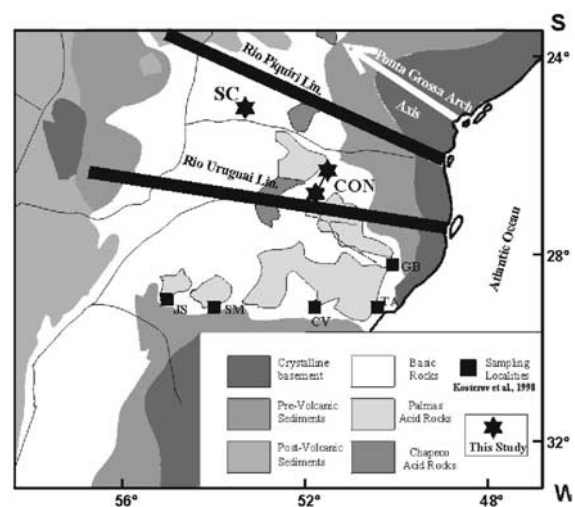 S
24°
Rio Piquiri Lin.
Ponta Grossa Arch
Axis
SC
Rio Uruguai Lin.
CON
28°
Atlantic Ocean
GB
JS
SM
CV
TA
Crystalline basement
Basic Rocks
Sampling Localities
Kosterov et al., 1998
Pre-Volcanic Sediments
Palmas Acid Rocks
Post-Volcanic Sediments
Chapeco Acid Rocks
This Study
32°
56°
52°
48°
W